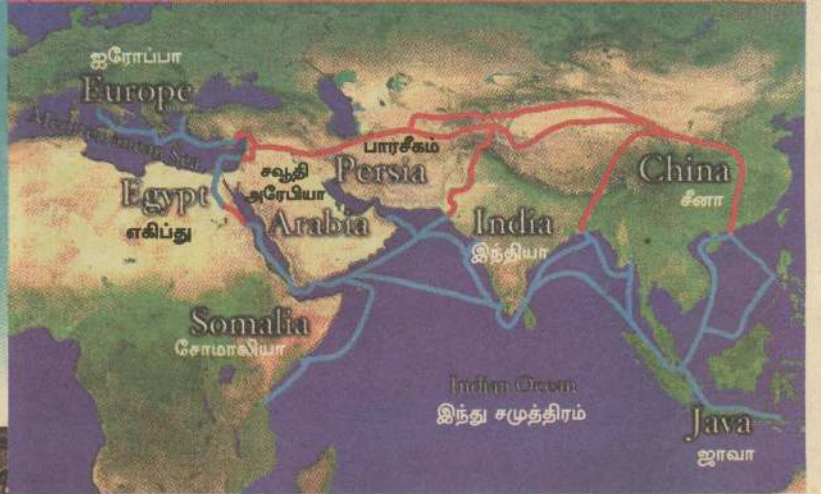 ஐரோப்பா
Europe
Mediterranean Sea
பார்சீகம்
Persia
சவூதி
அரேபியா
Arabia
Egypt
எகிப்து
China
சீனா
India
இந்தியா
Somalia
சோமாலியா
Indian Ocean
இந்து சமுத்திரம்
Java
ஜாவா